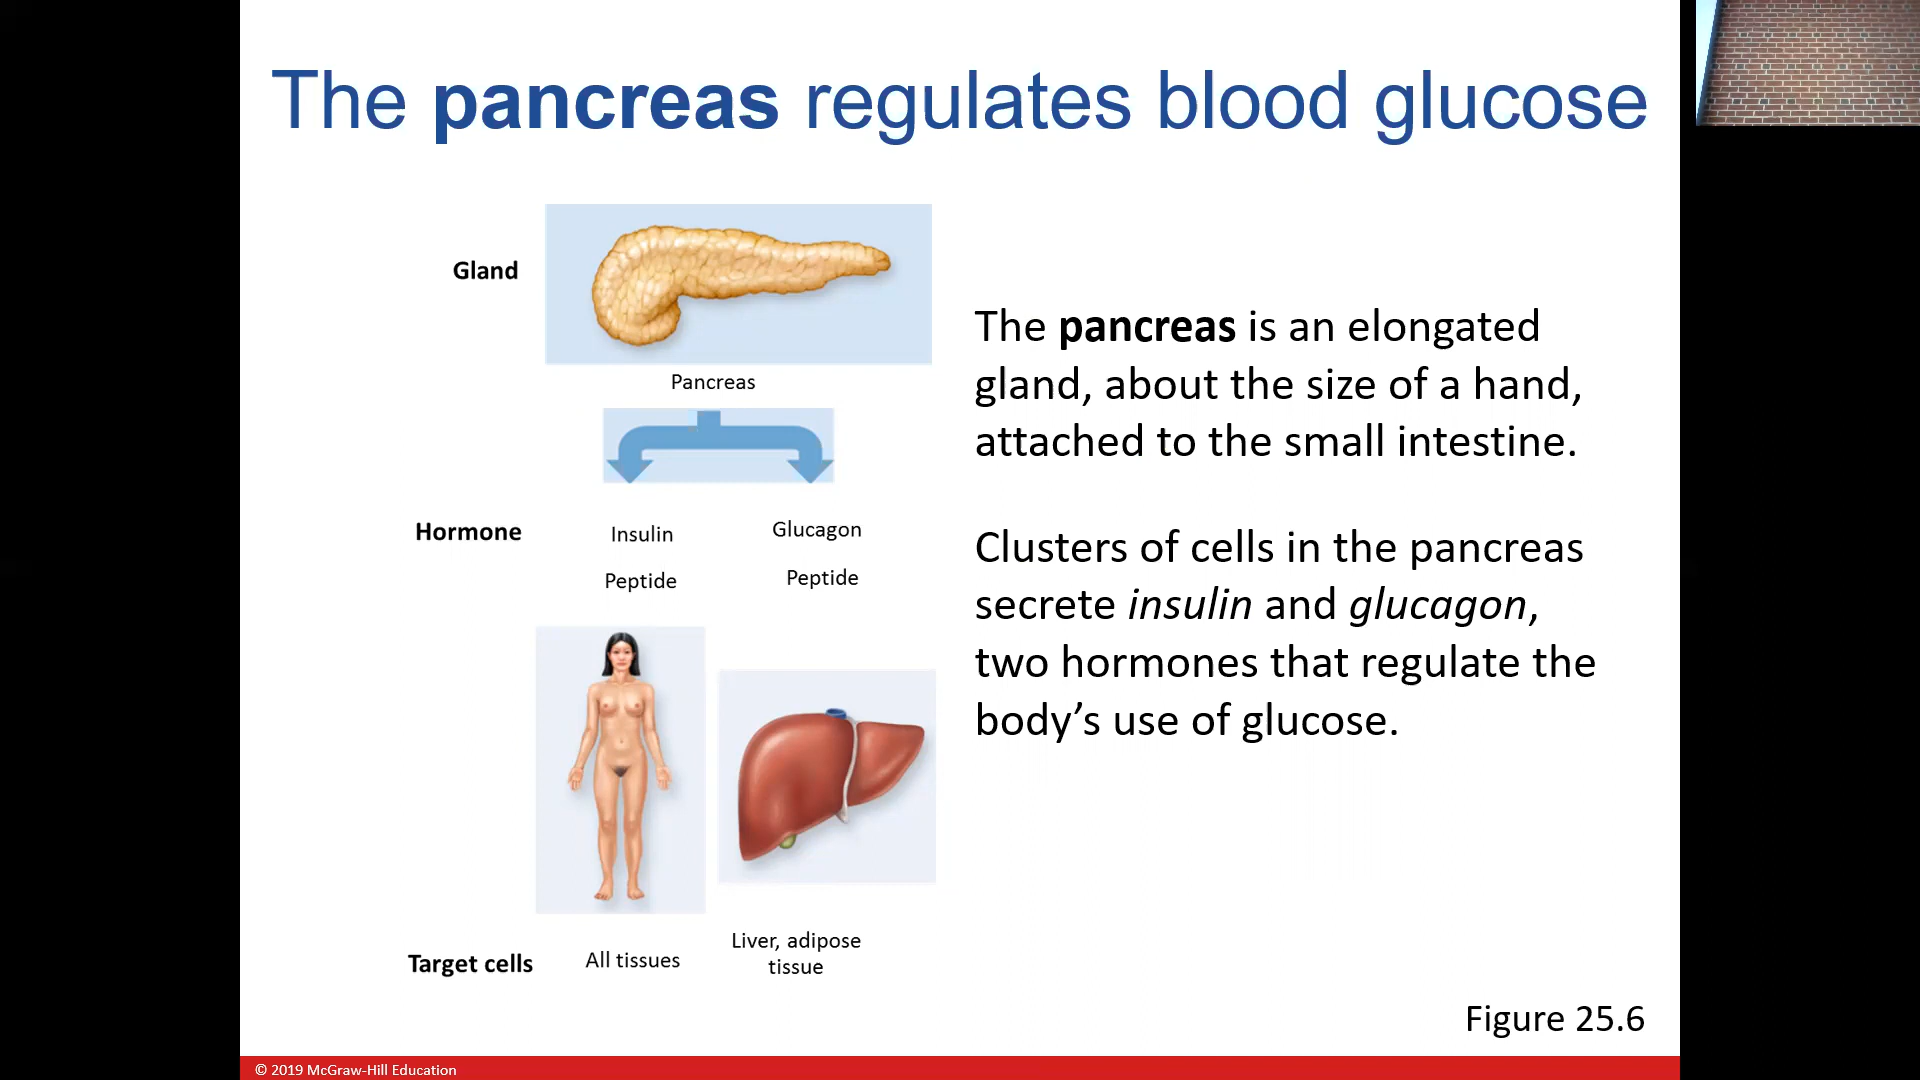 The pancreas regulates blood glucose
Gland
Pancreas
Hormone
Insulin
Glucagon
Peptide
Peptide
Target cells
All tissues
Liver, adipose
tissue
The pancreas is an elongated
gland, about the size of a hand,
attached to the small intestine.
Clusters of cells in the pancreas
secrete insulin and glucagon,
two hormones that regulate the
body’s use of glucose.
Figure 25.6
© 2019 McGraw-Hill Education